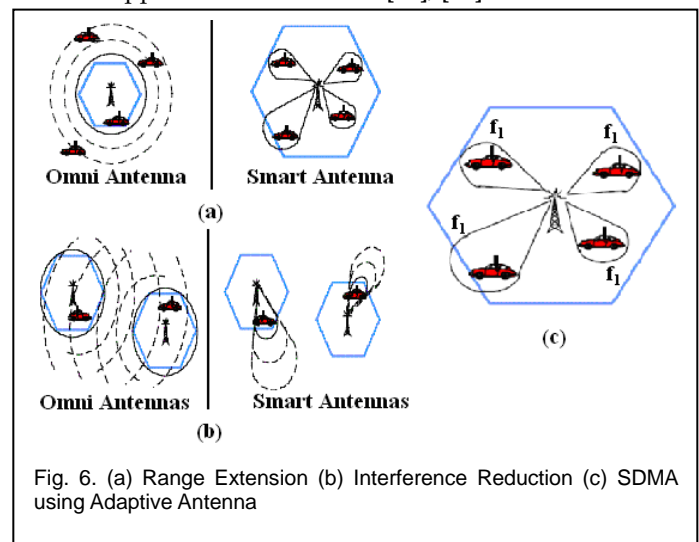 Omni Antenna
Smart Antenna
(a)
Omni Antennas
Smart Antennas
(b)
f1
f1
f1
f1
(c)
Fig. 6. (a) Range Extension (b) Interference Reduction (c) SDMA
using Adaptive Antenna